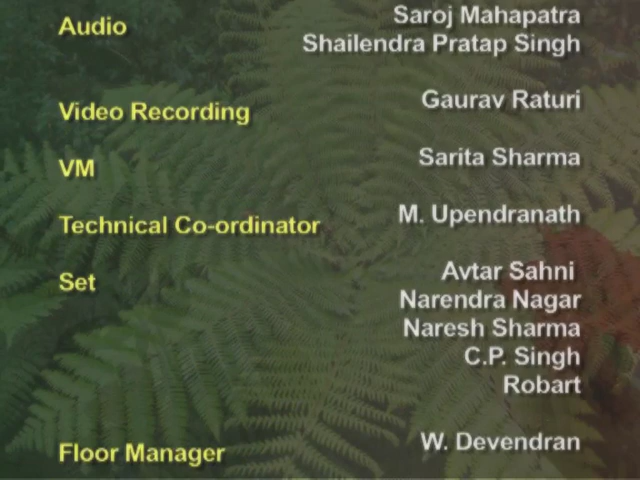 Audio
Saroj Mahapatra
Shailendra Pratap Singh
Video Recording
Gaurav Raturi
VM
Sarita Sharma
Technical Co-ordinator
M. Upendranath
Set
Avtar Sahni
Narendra Nagar
Naresh Sharma
C.P. Singh
Robart
Floor Manager
W. Devendran